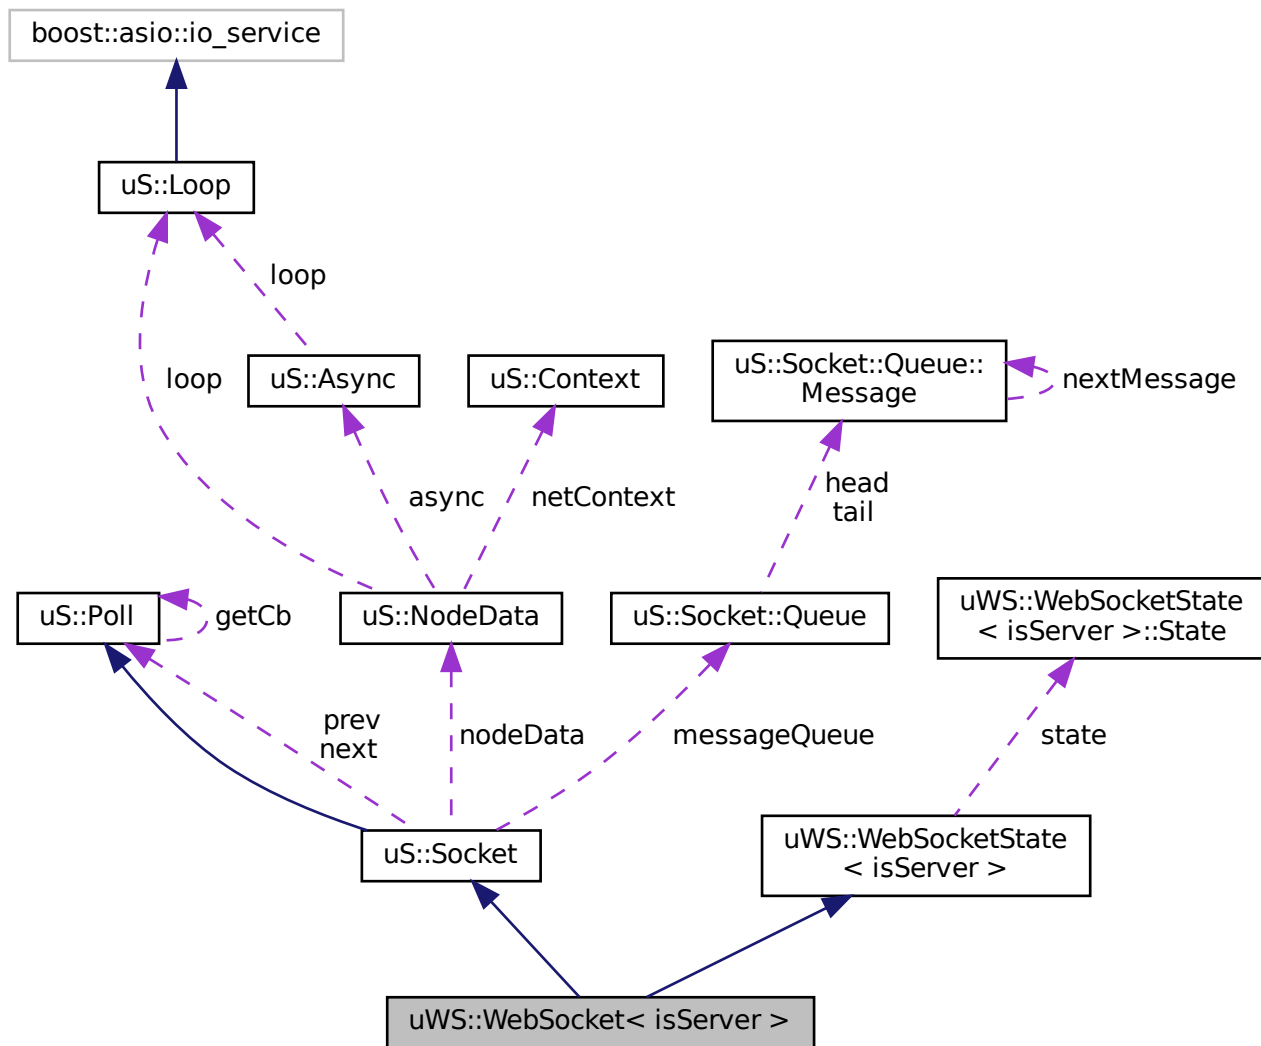 boost::asio::io_service
uS::Loop
loop
uS::Async
uS::Context
uS::Socket::Queue::
Message
nextMessage
loop
head
tail
async
netContext
uS::Poll
getCb
uS::NodeData
uS::Socket::Queue
uWS::WebSocketState
< isServer >::State
prev
next
nodeData
messageQueue
state
uS::Socket
uWS::WebSocketState
< isServer >
uWS::WebSocket< isServer >